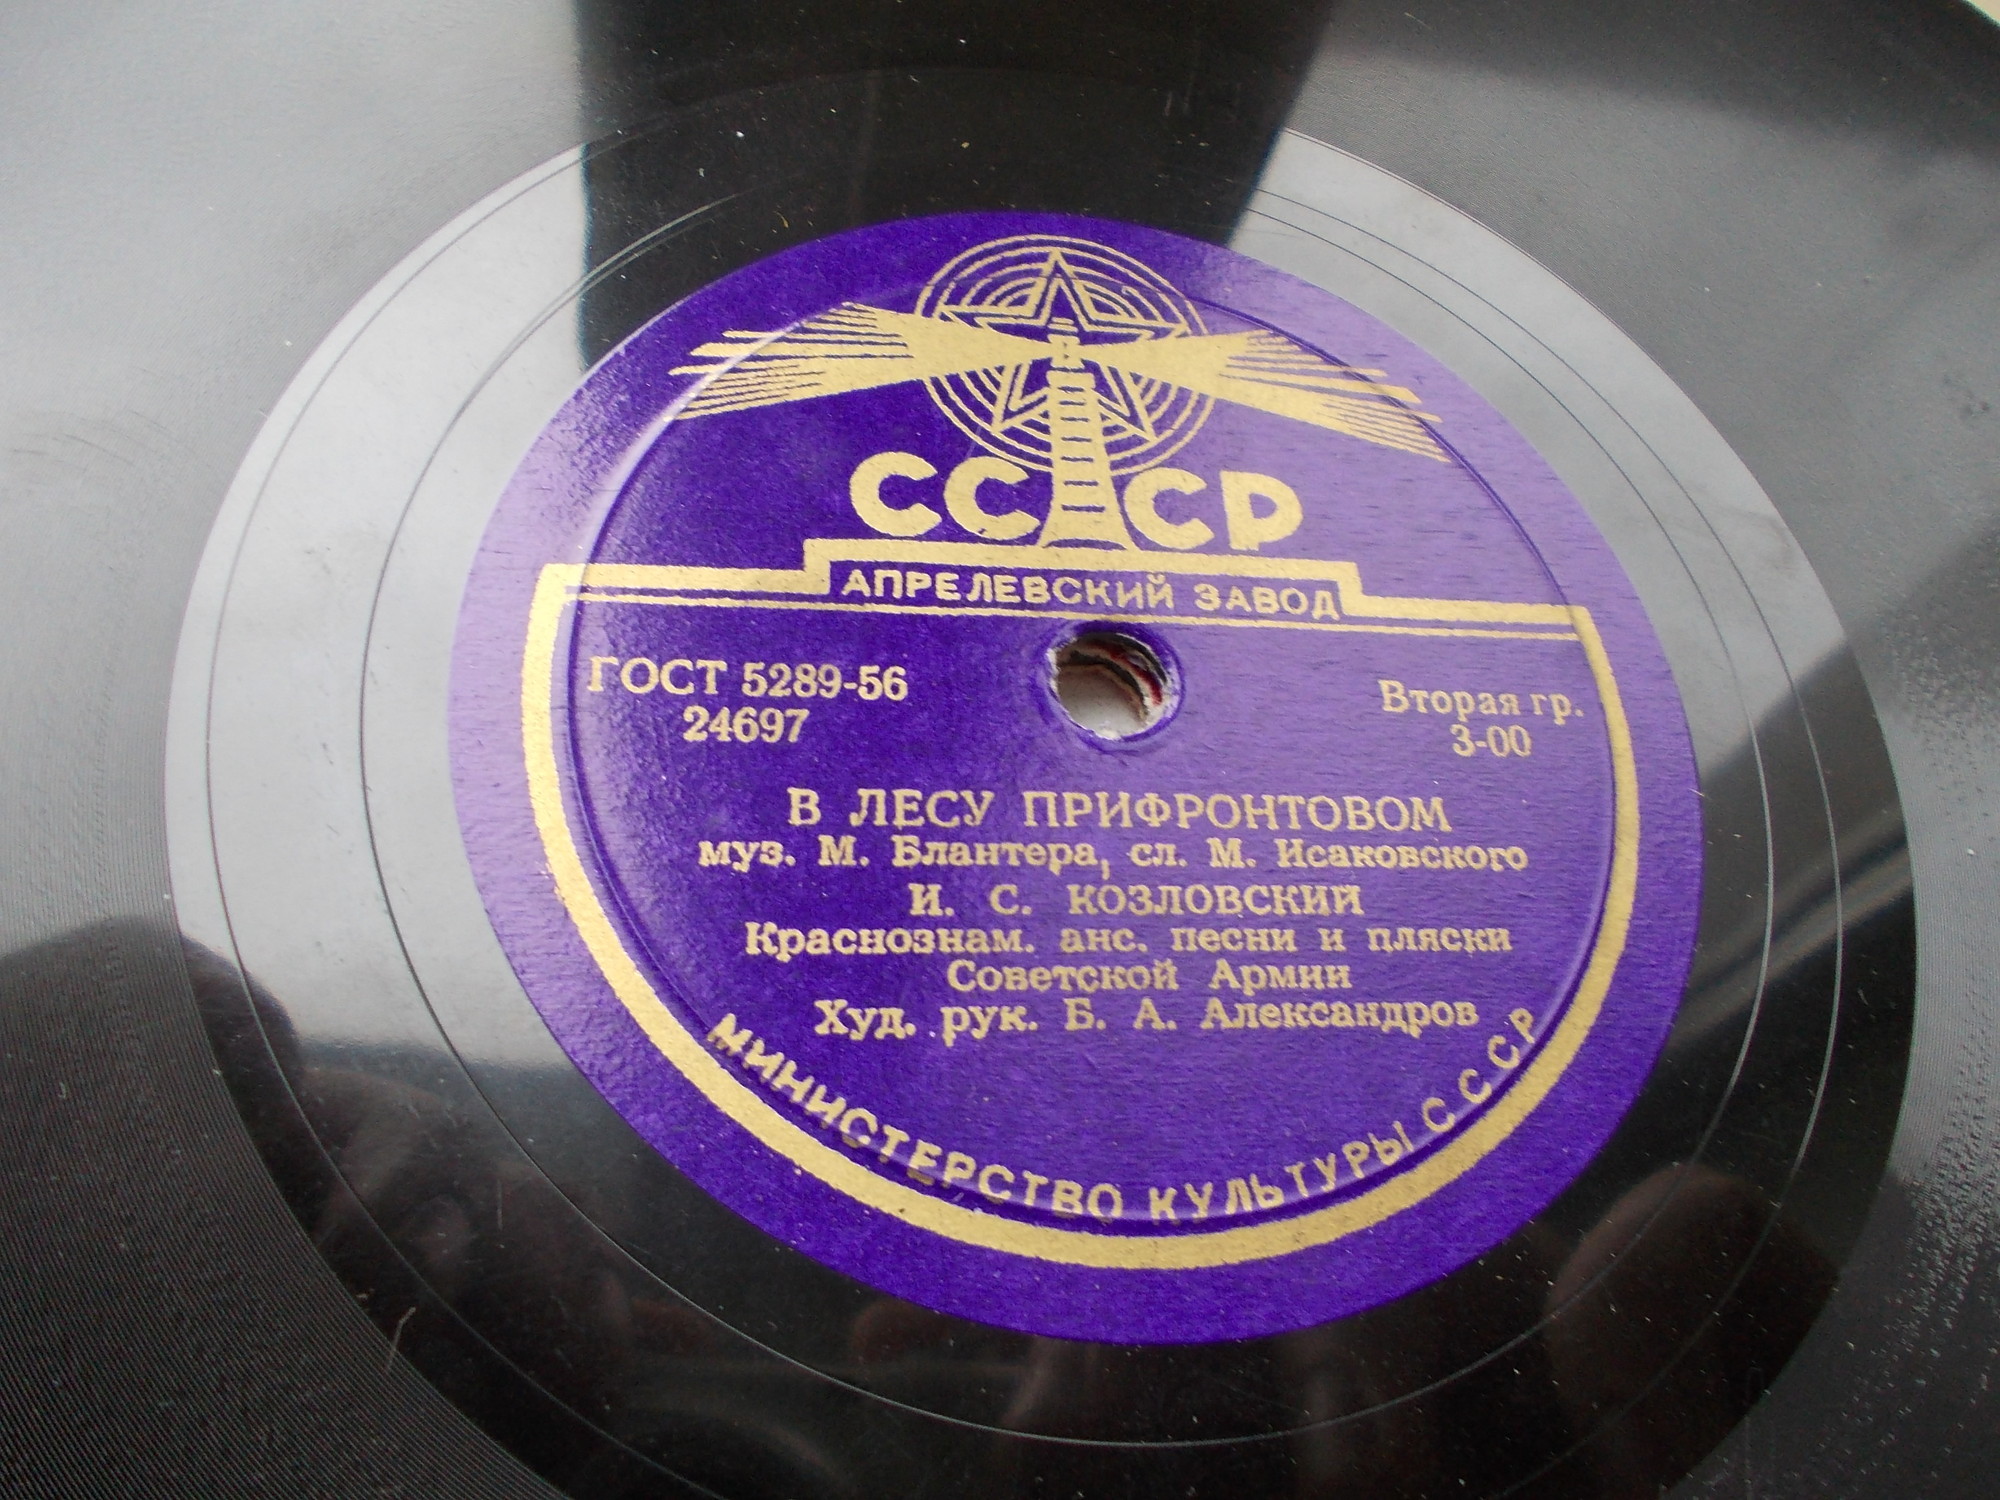 СССР
АПРЕЛЕВСКИЙ ЗАВОД
ГОСТ 5289-56
24697
Вторая гр.
3-00
В ЛЕСУ ПРИФРОНТОВОМ
муз. М. Блантера, сл. М. Исаковского
И. С. КОЗЛОВСКИЙ
Краснознам. анс. песни и пляски
Советской Армии
Худ. рук. Б. А. Александров
МИНИСТЕРСТВО КУЛЬТУРЫ СССР